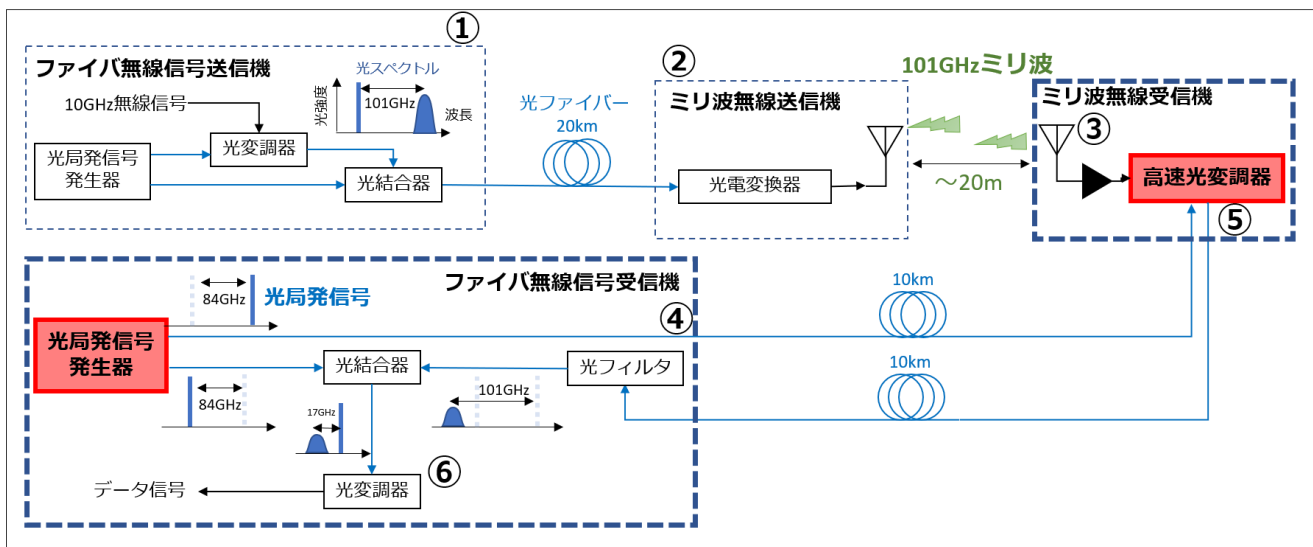 ①
ファイバ無線信号送信機
10GHz無線信号
光局発信号
発生器
光変調器
光結合器
光スペクトル
光強度
101GHz
波長
光ファイバー
20km
②
ミリ波無線送信機
光電変換器
101GHzミリ波
～20m
ミリ波無線受信機
③
高速光変調器
⑤
ファイバ無線信号受信機
84GHz
光局発信号
④
10km
光局発信号
発生器
光結合器
光フィルタ
10km
84GHz
101GHz
17GHz
⑥
データ信号
光変調器